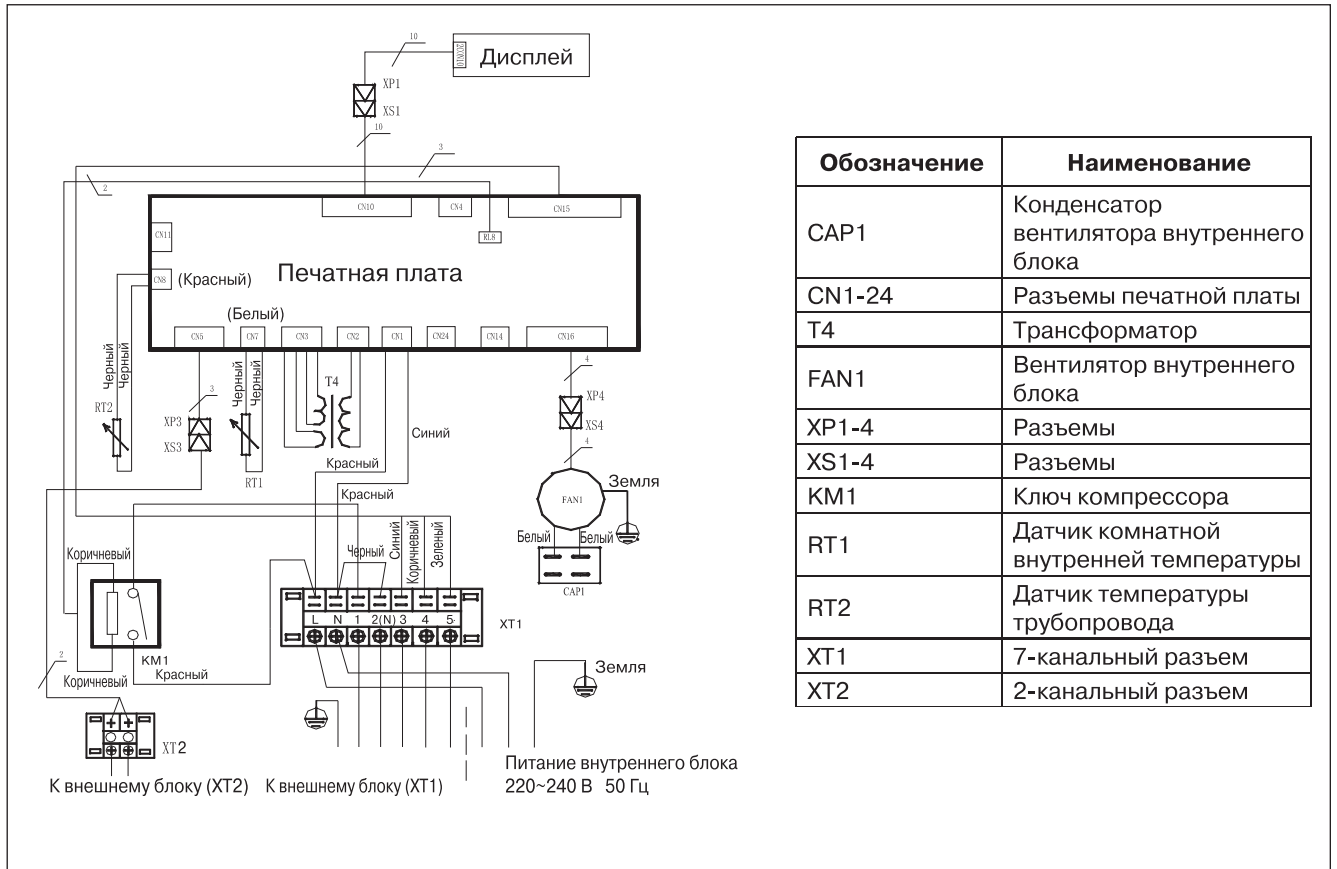 10
2CON10
Дисплей
XP1
XS1
10
3
2
CN10
CN4
CN15
RL8
CN11
CN8
(Красный)
Печатная плата
(Белый)
CN5
CN7
CN3
CN2
CN1
CN24
CN14
CN16
Черный
Черный
RT2
3
XP3
XS3
Черный
Черный
RT1
T4
Синий
Красный
Красный
4
XP4
XS4
4
FAN1
Земля
Белый
Белый
CAP1
Коричневый
Черный
Синий
Коричневый
Зеленый
L
N
1
2(N)
3
4
5
XT1
KM1
Красный
Коричневый
2
XT2
Земля
К внешнему блоку (XT2)
К внешнему блоку (XT1)
Питание внутреннего блока
220~240 В 50 Гц
Обозначение
Наименование
CAP1
Конденсатор
вентилятора внутреннего
блока
CN1-24
Разъемы печатной платы
T4
Трансформатор
FAN1
Вентилятор внутреннего
блока
XP1-4
Разъемы
XS1-4
Разъемы
KM1
Ключ компрессора
RT1
Датчик комнатной
внутренней температуры
RT2
Датчик температуры
трубопровода
XT1
7-канальный разъем
XT2
2-канальный разъем